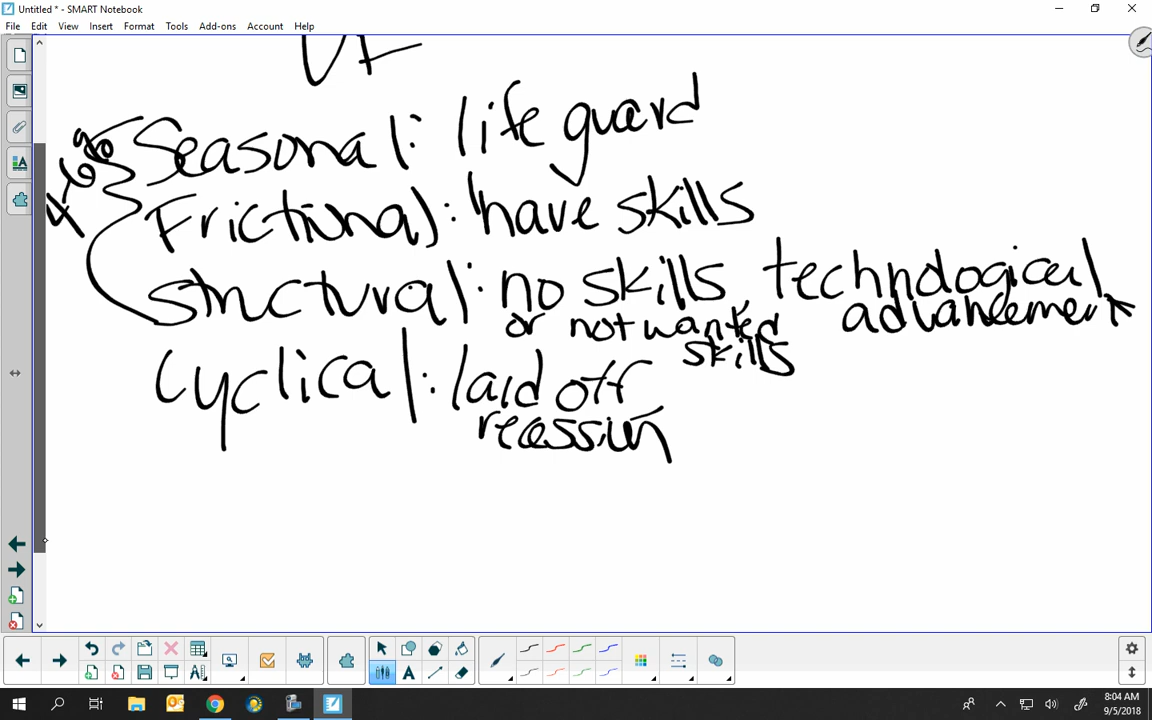 Untitled * - SMART Notebook
File Edit View Insert Format Tools Add-ons Account Help
4-6%
Seasonal: life guard
Frictional: have skills
structural: no skills technological
or not wanted advancement
skills
Cyclical: laid off
recession
8:04 AM
9/5/2018